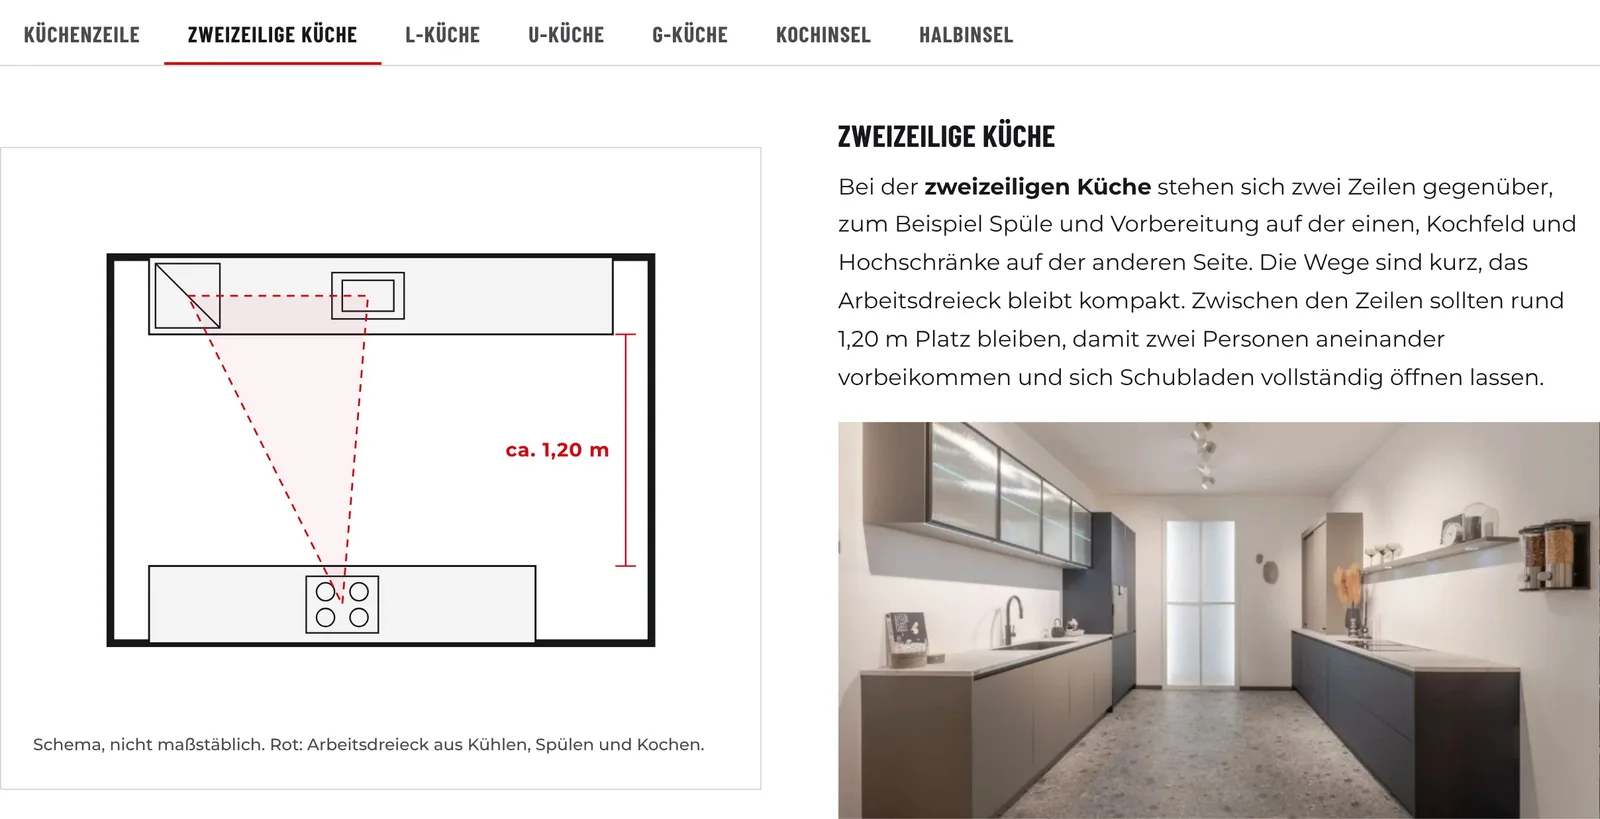 KÜCHENZEILE ZWEIZEILIGE KÜCHE L-KÜCHE U-KÜCHE G-KÜCHE KOCHINSEL HALBINSEL
ca. 1,20 m
Schema, nicht maßstäblich. Rot: Arbeitsdreieck aus Kühlen, Spülen und Kochen.
ZWEIZEILIGE KÜCHE
Bei der zweizeiligen Küche stehen sich zwei Zeilen gegenüber,
zum Beispiel Spüle und Vorbereitung auf der einen, Kochfeld und
Hochschränke auf der anderen Seite. Die Wege sind kurz, das
Arbeitsdreieck bleibt kompakt. Zwischen den Zeilen sollten rund
1,20 m Platz bleiben, damit zwei Personen aneinander
vorbeikommen und sich Schubladen vollständig öffnen lassen.